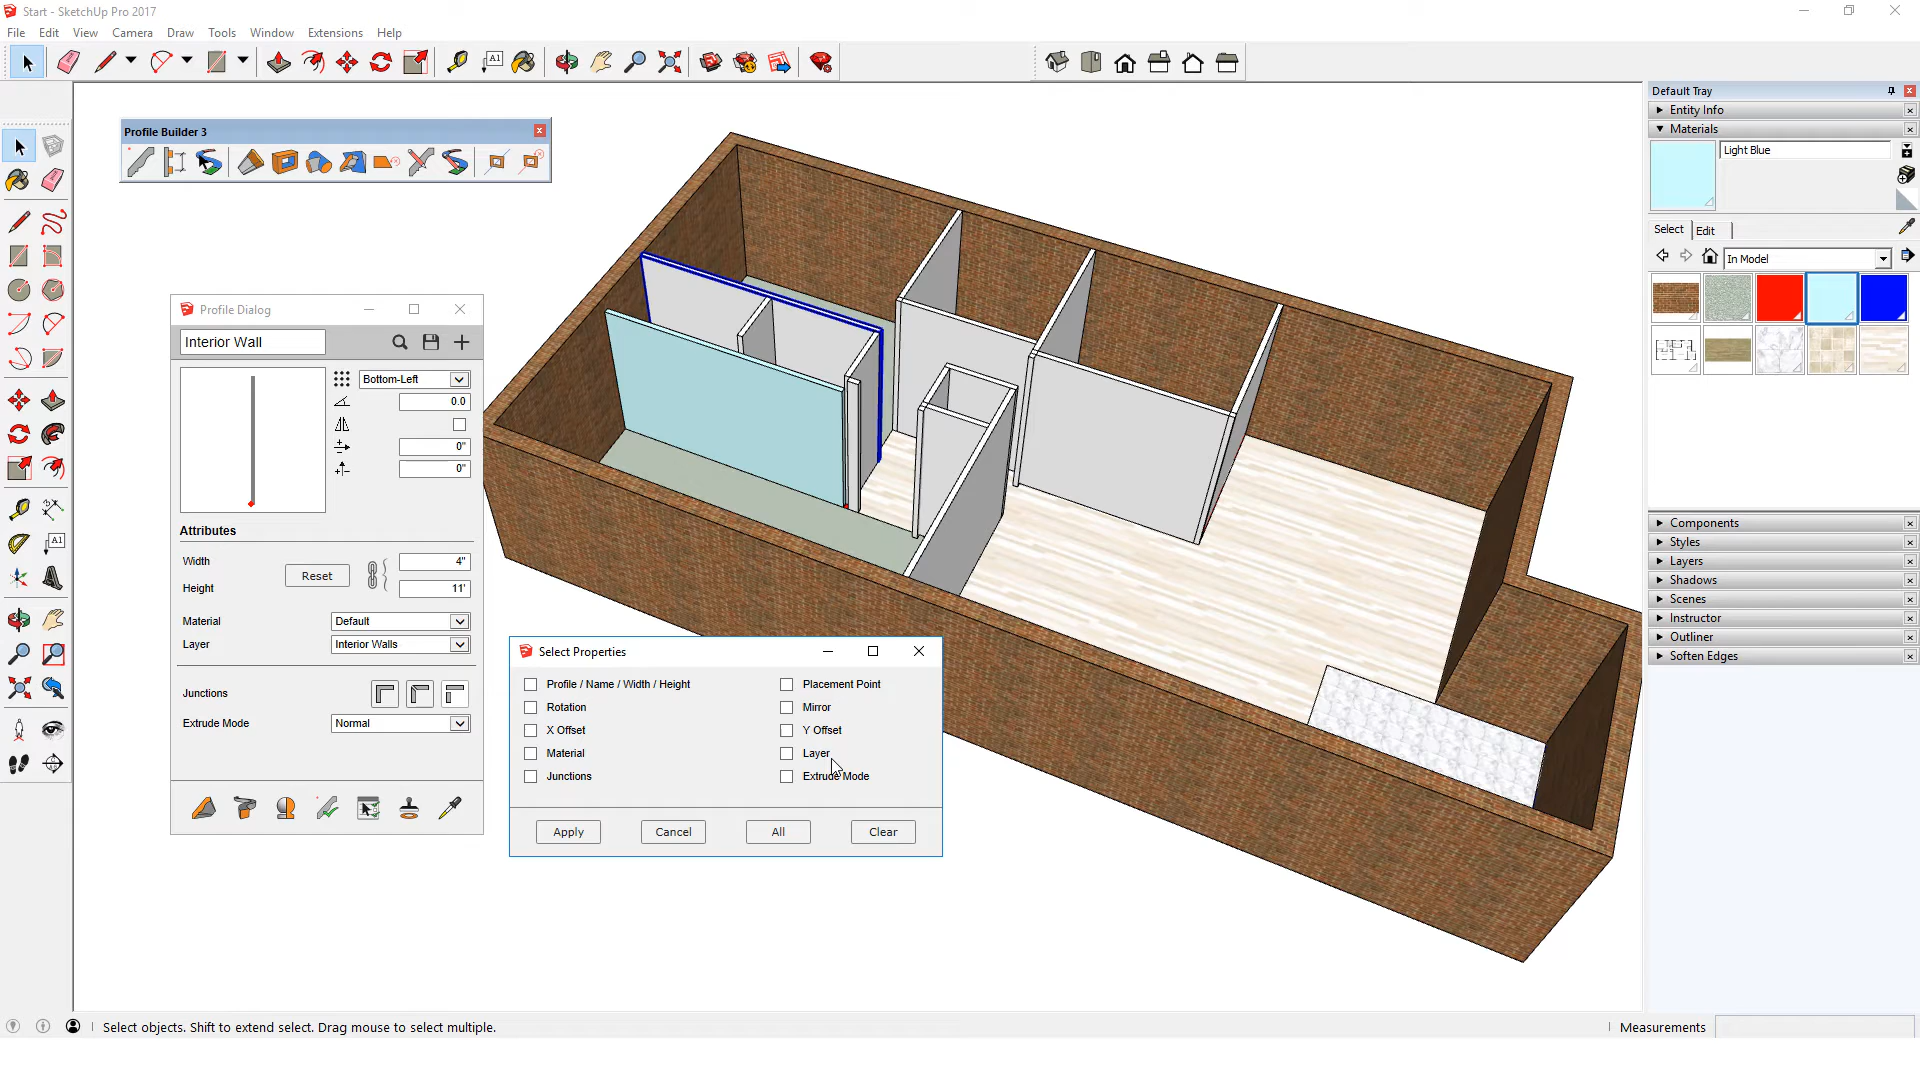 Start - SketchUp Pro 2017
File Edit View Camera Draw Tools Window Extensions Help
A1
Default Tray
Entity Info
Materials
Light Blue
Select Edit
In Model
Components
Styles
Layers
Shadows
Scenes
Instructor
Outliner
Soften Edges
Profile Builder 3
A1
Profile Dialog
Interior Wall
Bottom-Left
0.0
0"
0"
Attributes
Width 4"
Reset
Height 11'
Material Default
Layer Interior Walls
Junctions
Extrude Mode Normal
Select Properties
Profile / Name / Width / Height Placement Point
Rotation Mirror
X Offset Y Offset
Material Layer
Junctions Extrude Mode
Apply Cancel All Clear
Select objects. Shift to extend select. Drag mouse to select multiple.
Measurements